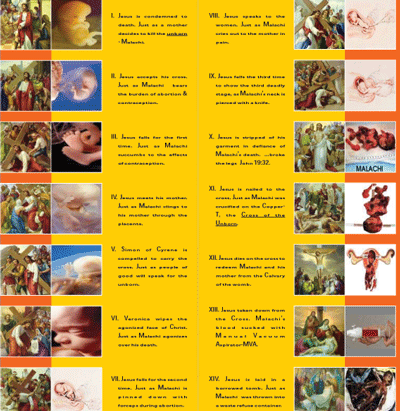 I. Jesus is condemned to
death. Just as a mother
decides to kill the unborn
-Malachi.
II. Jesus accepts his cross.
Just as Malachi bears
the burden of abortion &
contraception.
III. Jesus falls for the first
time. Just as Malachi
succumbs to the effects
of contraception.
IV. Jesus meets his mother.
Just as Malachi clings to
his mother through the
placenta.
V. Simon of Cyrene is
compelled to carry the
cross. Just as people of
good will speak for the
unborn.
VI. Veronica wipes the
agonized face of Christ.
Just as Malachi agonizes
over his death.
VII. Jesus falls for the second
time. Just as Malachi is
pinned down with
forceps during abortion.
VIII. Jesus speaks to the
women. Just as Malachi
cries out to the mother in
pain.
IX. Jesus falls the third time
to show the third deadly
stage, as Malachi's neck is
pierced with a knife.
X. Jesus is stripped of his
garment in defiance of
Malachi's death. ...broke
the legs John 19:32.
MALACHI
XI. Jesus is nailed to the
cross. Just as Malachi was
crucified on the Copper-
T, the Cross of the
Unborn.
XII. Jesus dies on the cross to
redeem Malachi and his
mother from the Calvary
of the womb.
XIII. Jesus taken down from
the Cross. Malachi's
blood sucked with
Manual Vacuum
Aspirator-MVA.
XIV. Jesus is laid in a
borrowed tomb. Just as
Malachi was thrown into
a waste refuse container.